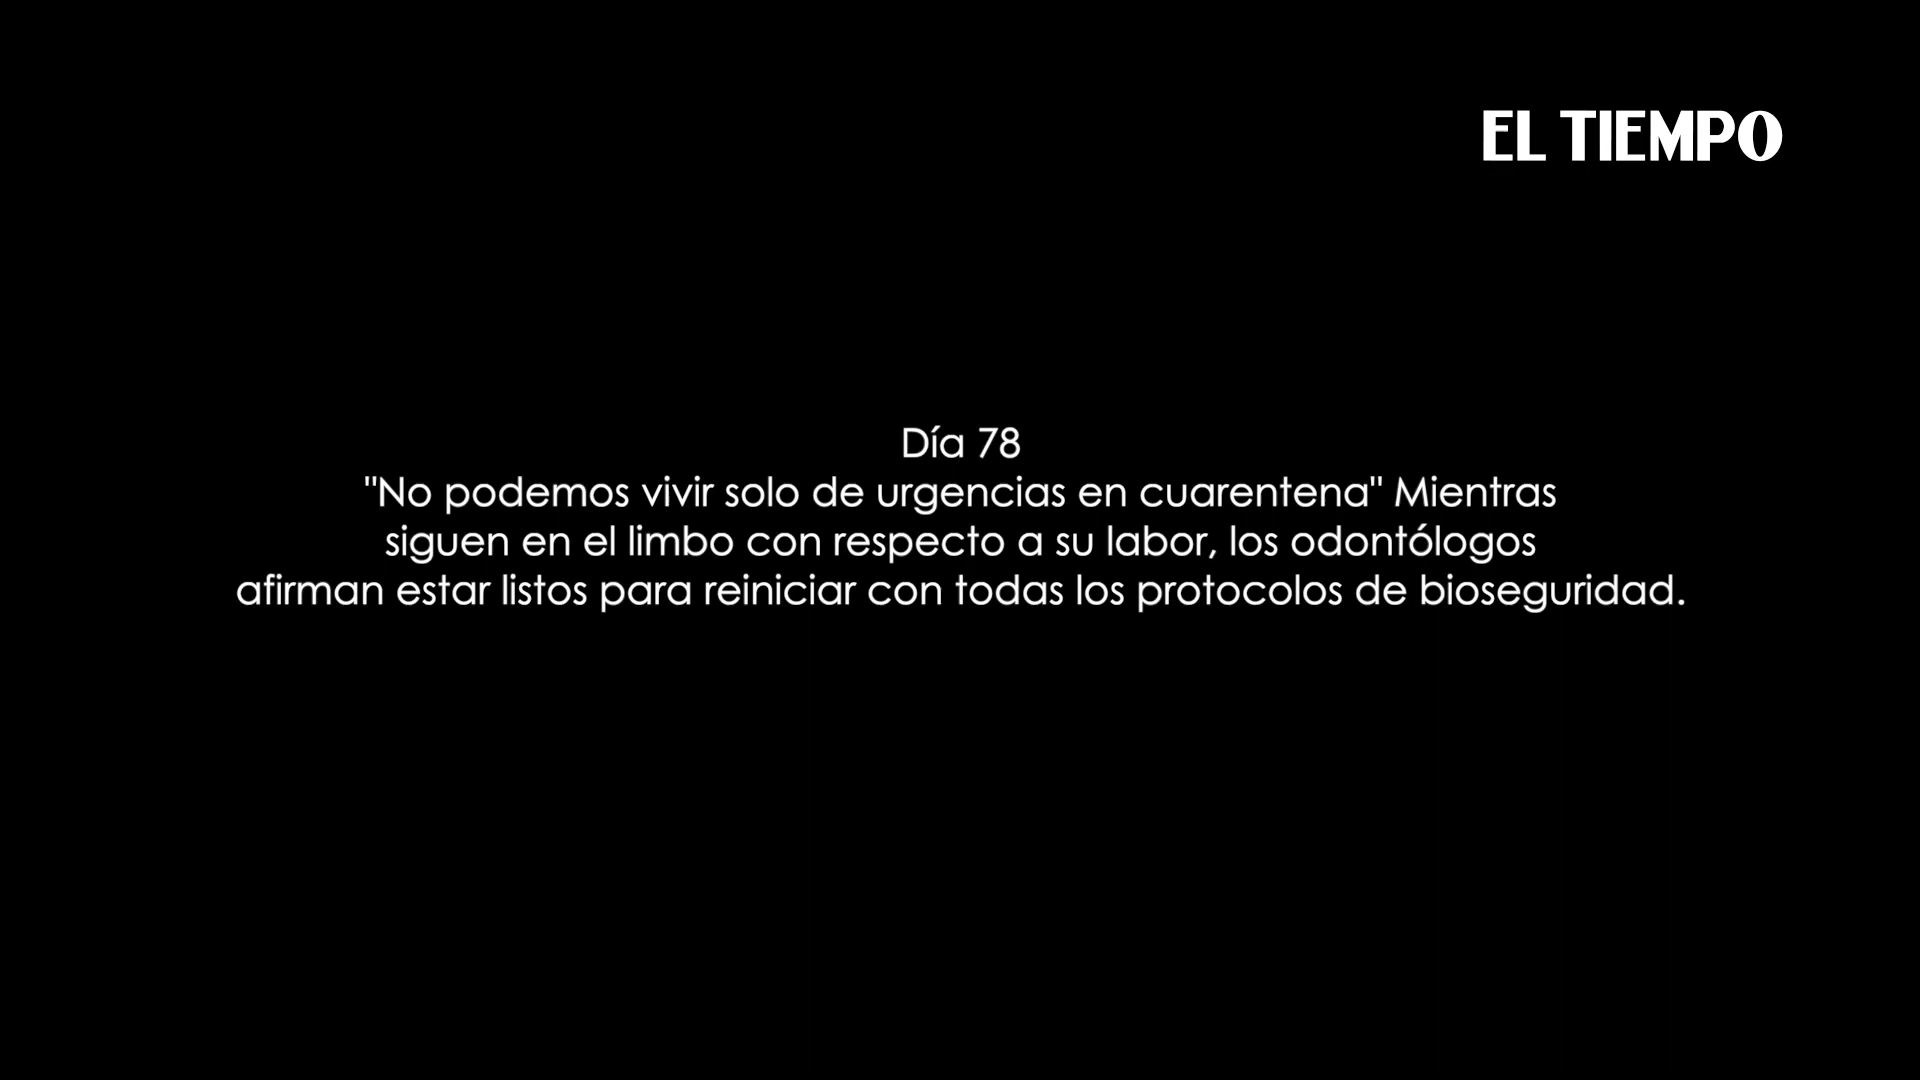 EL TIEMPO
Día 78
"No podemos vivir solo de urgencias en cuarentena" Mientras
siguen en el limbo con respecto a su labor, los odontólogos
afirman estar listos para reiniciar con todas los protocolos de bioseguridad.